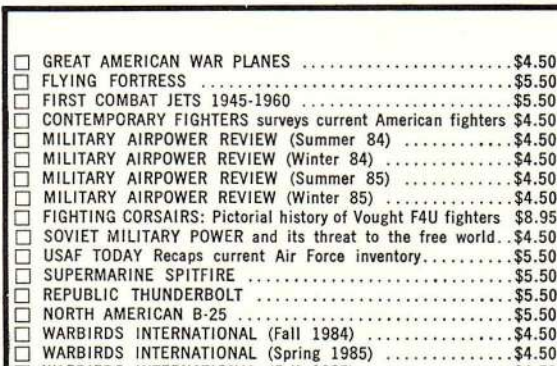 □ GREAT AMERICAN WAR PLANES ........................$4.50
□ FLYING FORTRESS ...................................$5.50
□ FIRST COMBAT JETS 1945-1960 ........................$5.50
□ CONTEMPORARY FIGHTERS surveys current American fighters $4.50
□ MILITARY AIRPOWER REVIEW (Summer 84) .............$4.50
□ MILITARY AIRPOWER REVIEW (Winter 84) ..............$4.50
□ MILITARY AIRPOWER REVIEW (Summer 85) .............$4.50
□ MILITARY AIRPOWER REVIEW (Winter 85) ..............$4.50
□ FIGHTING CORSAIRS: Pictorial history of Vought F4U fighters $8.95
□ SOVIET MILITARY POWER and its threat to the free world..$4.50
□ USAF TODAY Recaps current Air Force inventory..........$5.50
□ SUPERMARINE SPITFIRE ..............................$5.50
□ REPUBLIC THUNDERBOLT .............................$5.50
□ NORTH AMERICAN B-25 ................................$5.50
□ WARBIRDS INTERNATIONAL (Fall 1984) ................$4.50
□ WARBIRDS INTERNATIONAL (Spring 1985) ..............$4.50